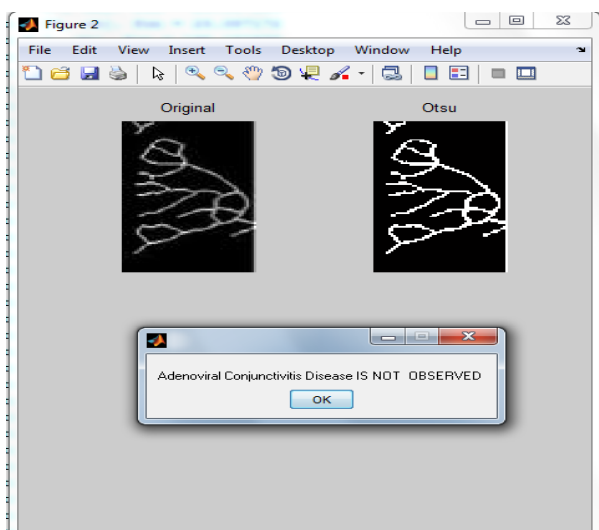 Figure 2
File Edit View Insert Tools Desktop Window Help
Original Otsu
Adenoviral Conjunctivitis Disease IS NOT OBSERVED
OK